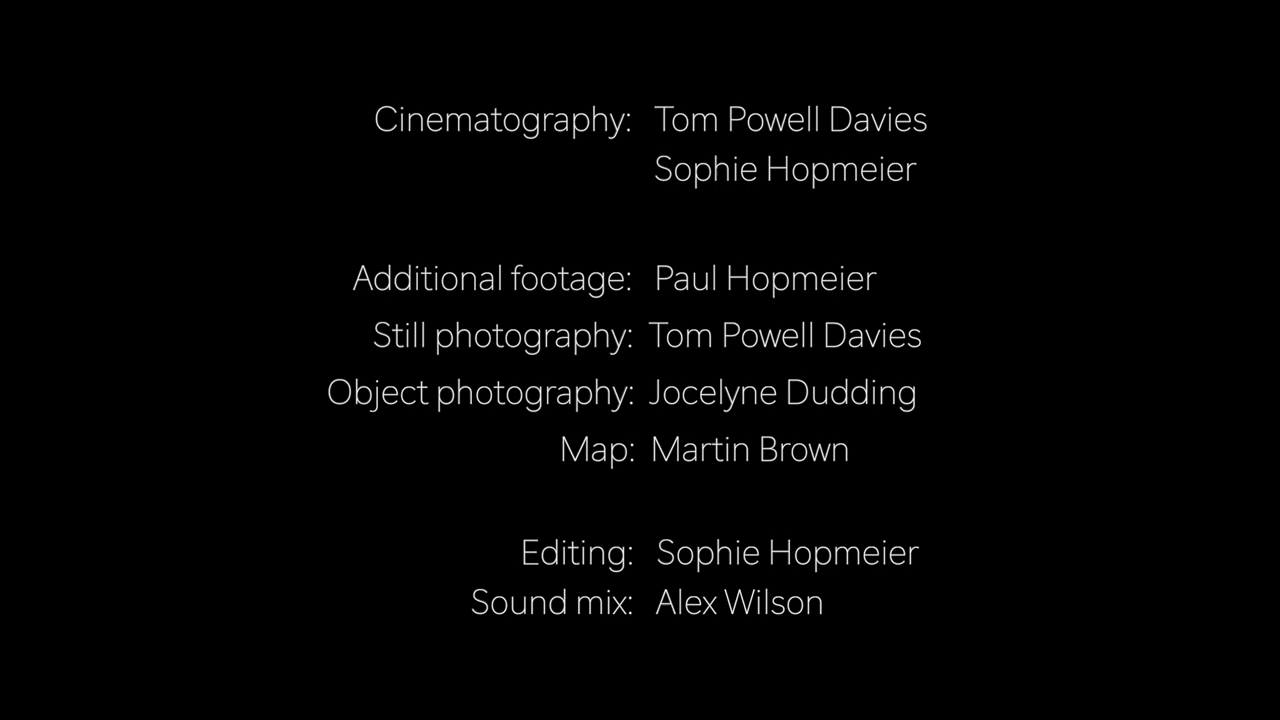 Cinematography: Tom Powell Davies
Sophie Hopmeier
Additional footage: Paul Hopmeier
Still photography: Tom Powell Davies
Object photography: Jocelyne Dudding
Map: Martin Brown
Editing: Sophie Hopmeier
Sound mix: Alex Wilson